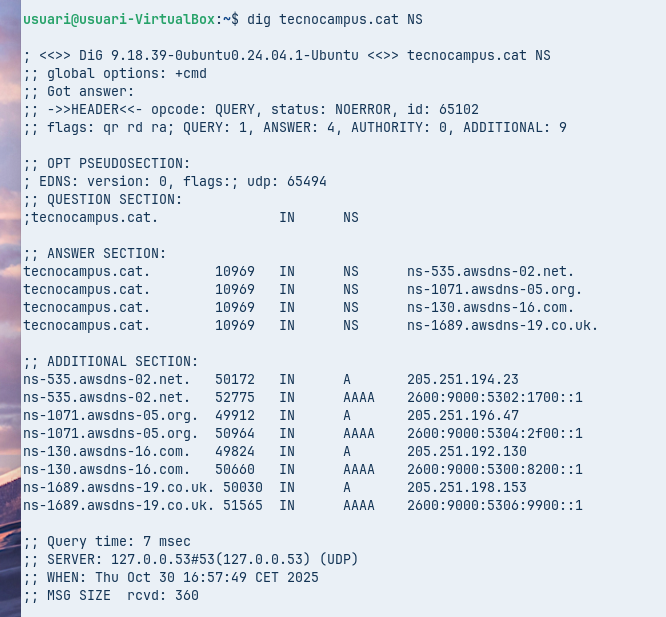 usuari@usuari-VirtualBox:~$ dig tecnocampus.cat NS

; <<>> DiG 9.18.39-0ubuntu0.24.04.1-Ubuntu <<>> tecnocampus.cat NS
;; global options: +cmd
;; Got answer:
;; ->>HEADER<<- opcode: QUERY, status: NOERROR, id: 65102
;; flags: qr rd ra; QUERY: 1, ANSWER: 4, AUTHORITY: 0, ADDITIONAL: 9

;; OPT PSEUDOSECTION:
; EDNS: version: 0, flags:; udp: 65494
;; QUESTION SECTION:
;tecnocampus.cat.               IN      NS

;; ANSWER SECTION:
tecnocampus.cat.        10969   IN      NS      ns-535.awsdns-02.net.
tecnocampus.cat.        10969   IN      NS      ns-1071.awsdns-05.org.
tecnocampus.cat.        10969   IN      NS      ns-130.awsdns-16.com.
tecnocampus.cat.        10969   IN      NS      ns-1689.awsdns-19.co.uk.

;; ADDITIONAL SECTION:
ns-535.awsdns-02.net.   50172   IN      A       205.251.194.23
ns-535.awsdns-02.net.   52775   IN      AAAA    2600:9000:5302:1700::1
ns-1071.awsdns-05.org.  49912   IN      A       205.251.196.47
ns-1071.awsdns-05.org.  50964   IN      AAAA    2600:9000:5304:2f00::1
ns-130.awsdns-16.com.   49824   IN      A       205.251.192.130
ns-130.awsdns-16.com.   50660   IN      AAAA    2600:9000:5300:8200::1
ns-1689.awsdns-19.co.uk. 50030  IN      A       205.251.198.153
ns-1689.awsdns-19.co.uk. 51565  IN      AAAA    2600:9000:5306:9900::1

;; Query time: 7 msec
;; SERVER: 127.0.0.53#53(127.0.0.53) (UDP)
;; WHEN: Thu Oct 30 16:57:49 CET 2025
;; MSG SIZE  rcvd: 360